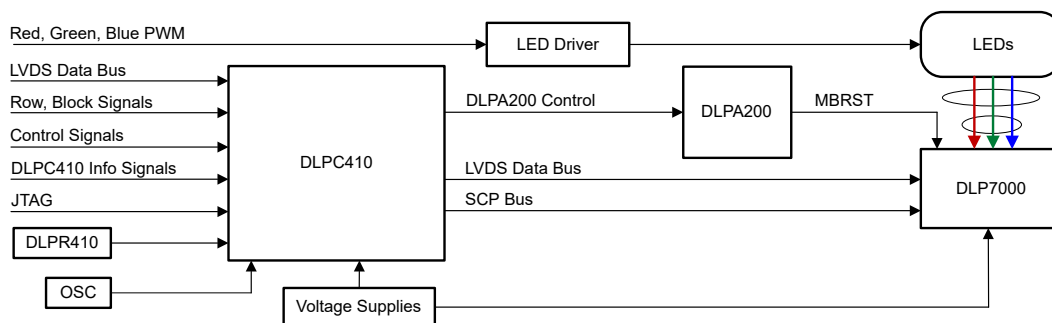 Red, Green, Blue PWM
LED Driver
LEDs
LVDS Data Bus
Row, Block Signals
Control Signals
DLPC410 Info Signals
JTAG
DLPR410
OSC
DLPC410
DLPA200 Control
DLPA200
MBRST
LVDS Data Bus
SCP Bus
DLP7000
Voltage Supplies